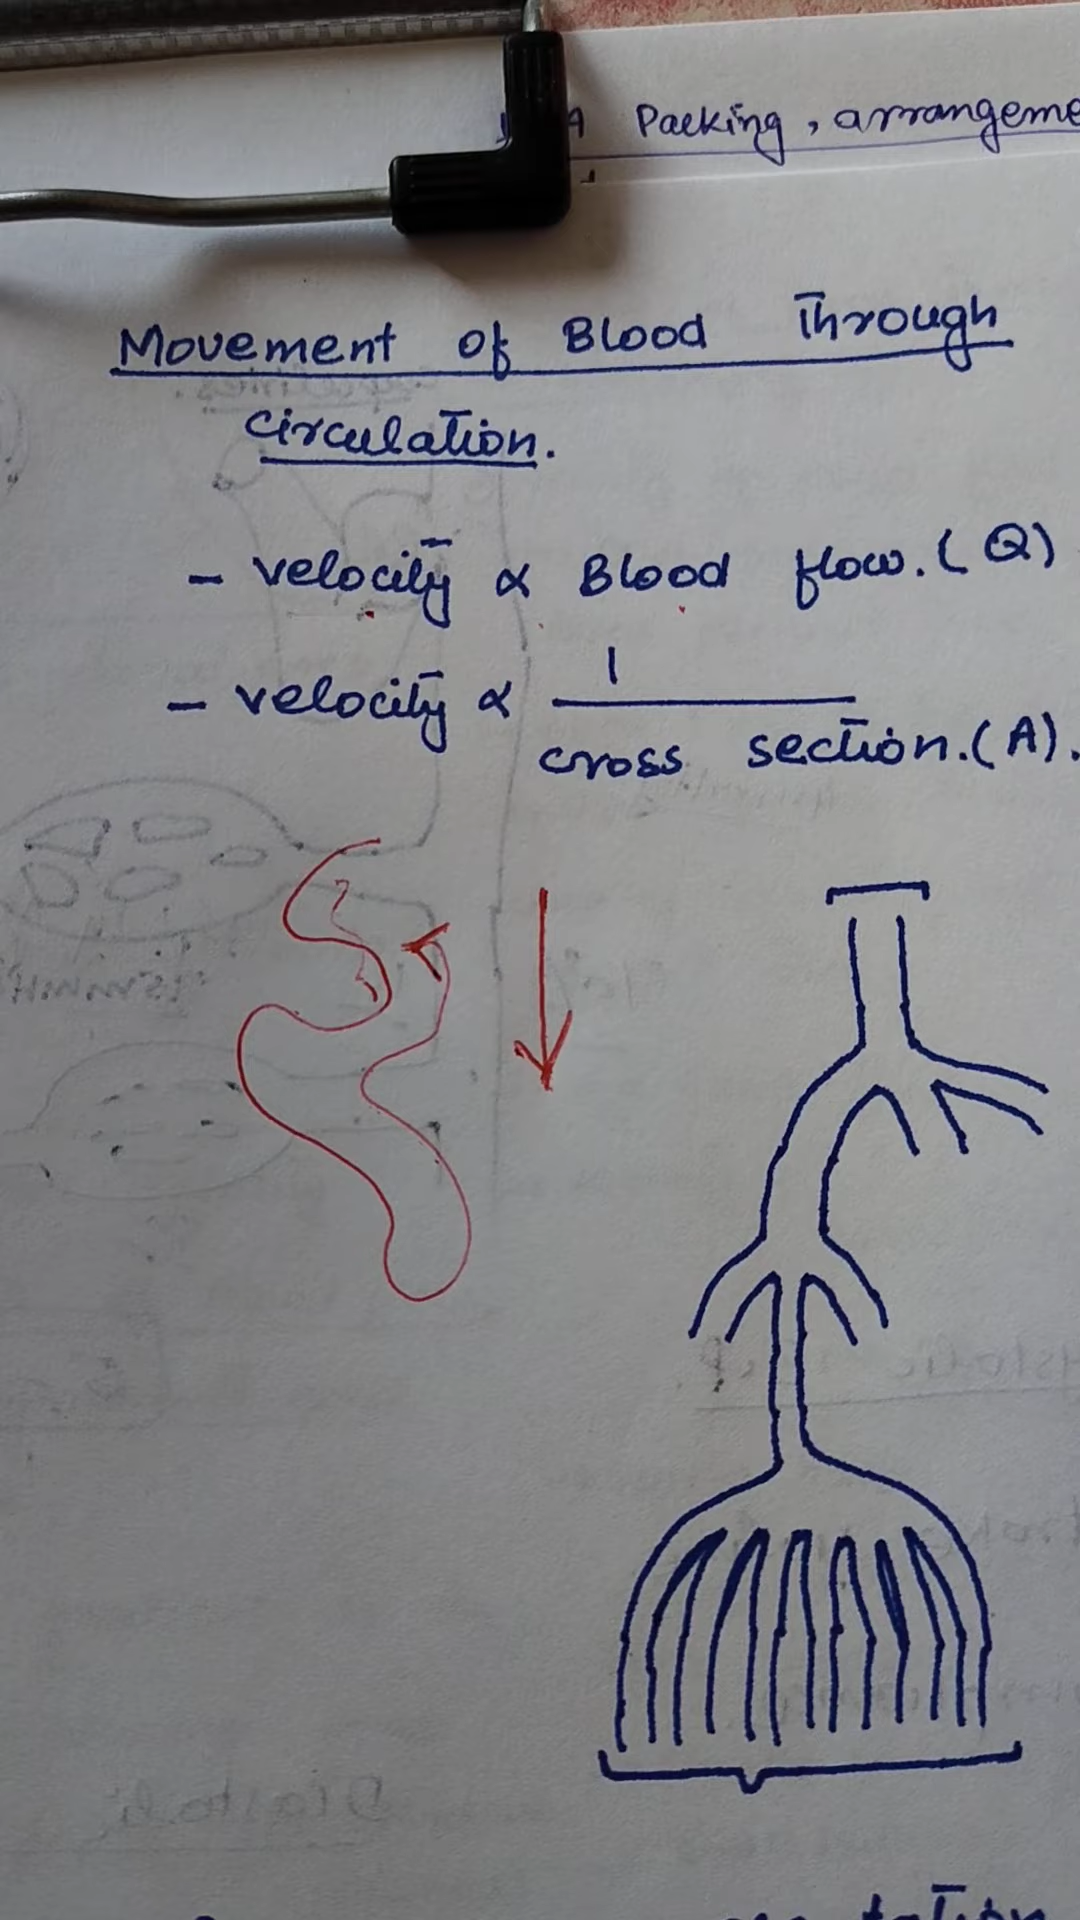 A Packing, arrangeme
Movement of Blood Through
circulation.
- velocity ∝ Blood flow. (Q)
- velocity ∝ 1
cross section. (A).